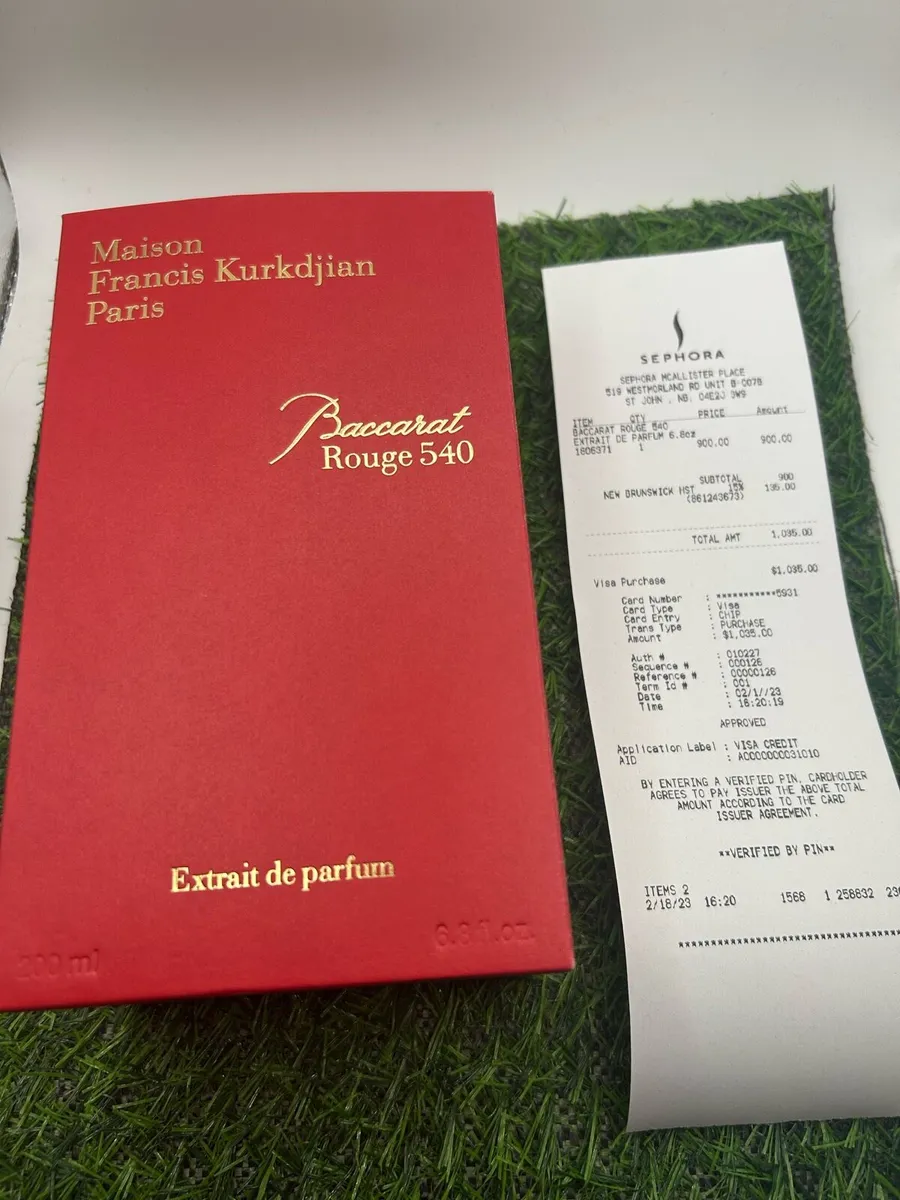 Maison
Francis Kurkdjian
Paris
Baccarat
Rouge 540
Extrait de parfum
200 ml
6.8 fl.oz.
SEPHORA
SEPHORA MCALLISTER PLACE
519 WESTMORLAND RD UNIT B-007B
ST JOHN , NB, 04E2J 3W9
ITEM QTY PRICE Amount
BACCARAT ROUGE 540
EXTRAIT DE PARFUM 6.8oz
1606371 1 900.00 900.00
SUBTOTAL 900
NEW BRUNSWICK HST 15% 135.00
(861243673)
TOTAL AMT 1,035.00
Visa Purchase $1,035.00
Card Number : ***********5931
Card Type : Visa
Card Entry : CHIP
Trans Type : PURCHASE
Amount : $1,035.00
Auth # : 010227
Sequence # : 000126
Reference # : 00000126
Term Id # : 001
Date : 02/1//23
Time : 16:20:19
APPROVED
Application Label : VISA CREDIT
AID : A0000000031010
BY ENTERING A VERIFIED PIN, CARDHOLDER
AGREES TO PAY ISSUER THE ABOVE TOTAL
AMOUNT ACCORDING TO THE CARD
ISSUER AGREEMENT.
**VERIFIED BY PIN**
ITEMS 2
2/18/23 16:20 1568 1 258832